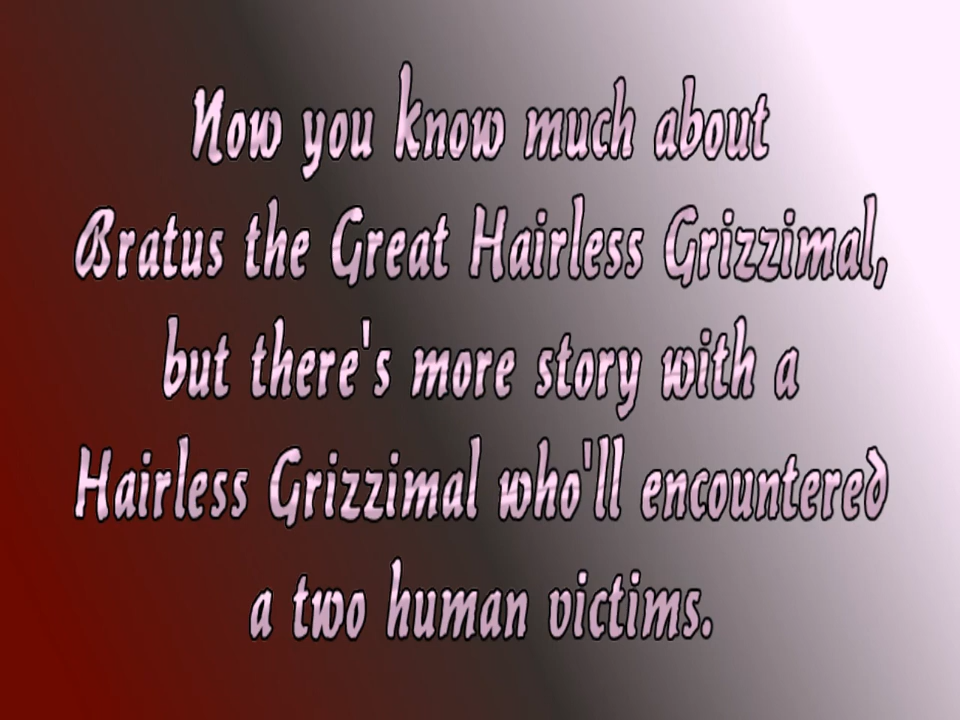 Now you know much about
Bratus the Great Hairless Grizzimal,
but there's more story with a
Hairless Grizzimal who'll encountered
a two human victims.